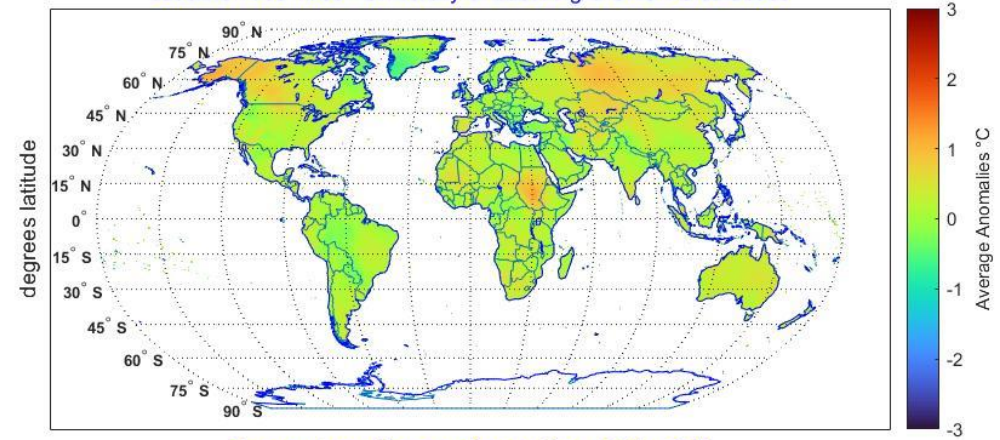 90° N
75° N
60° N
45° N
30° N
15° N
0°
15° S
30° S
45° S
60° S
75° S
90° S
degrees latitude
3
2
1
0
-1
-2
-3
Average Anomalies °C